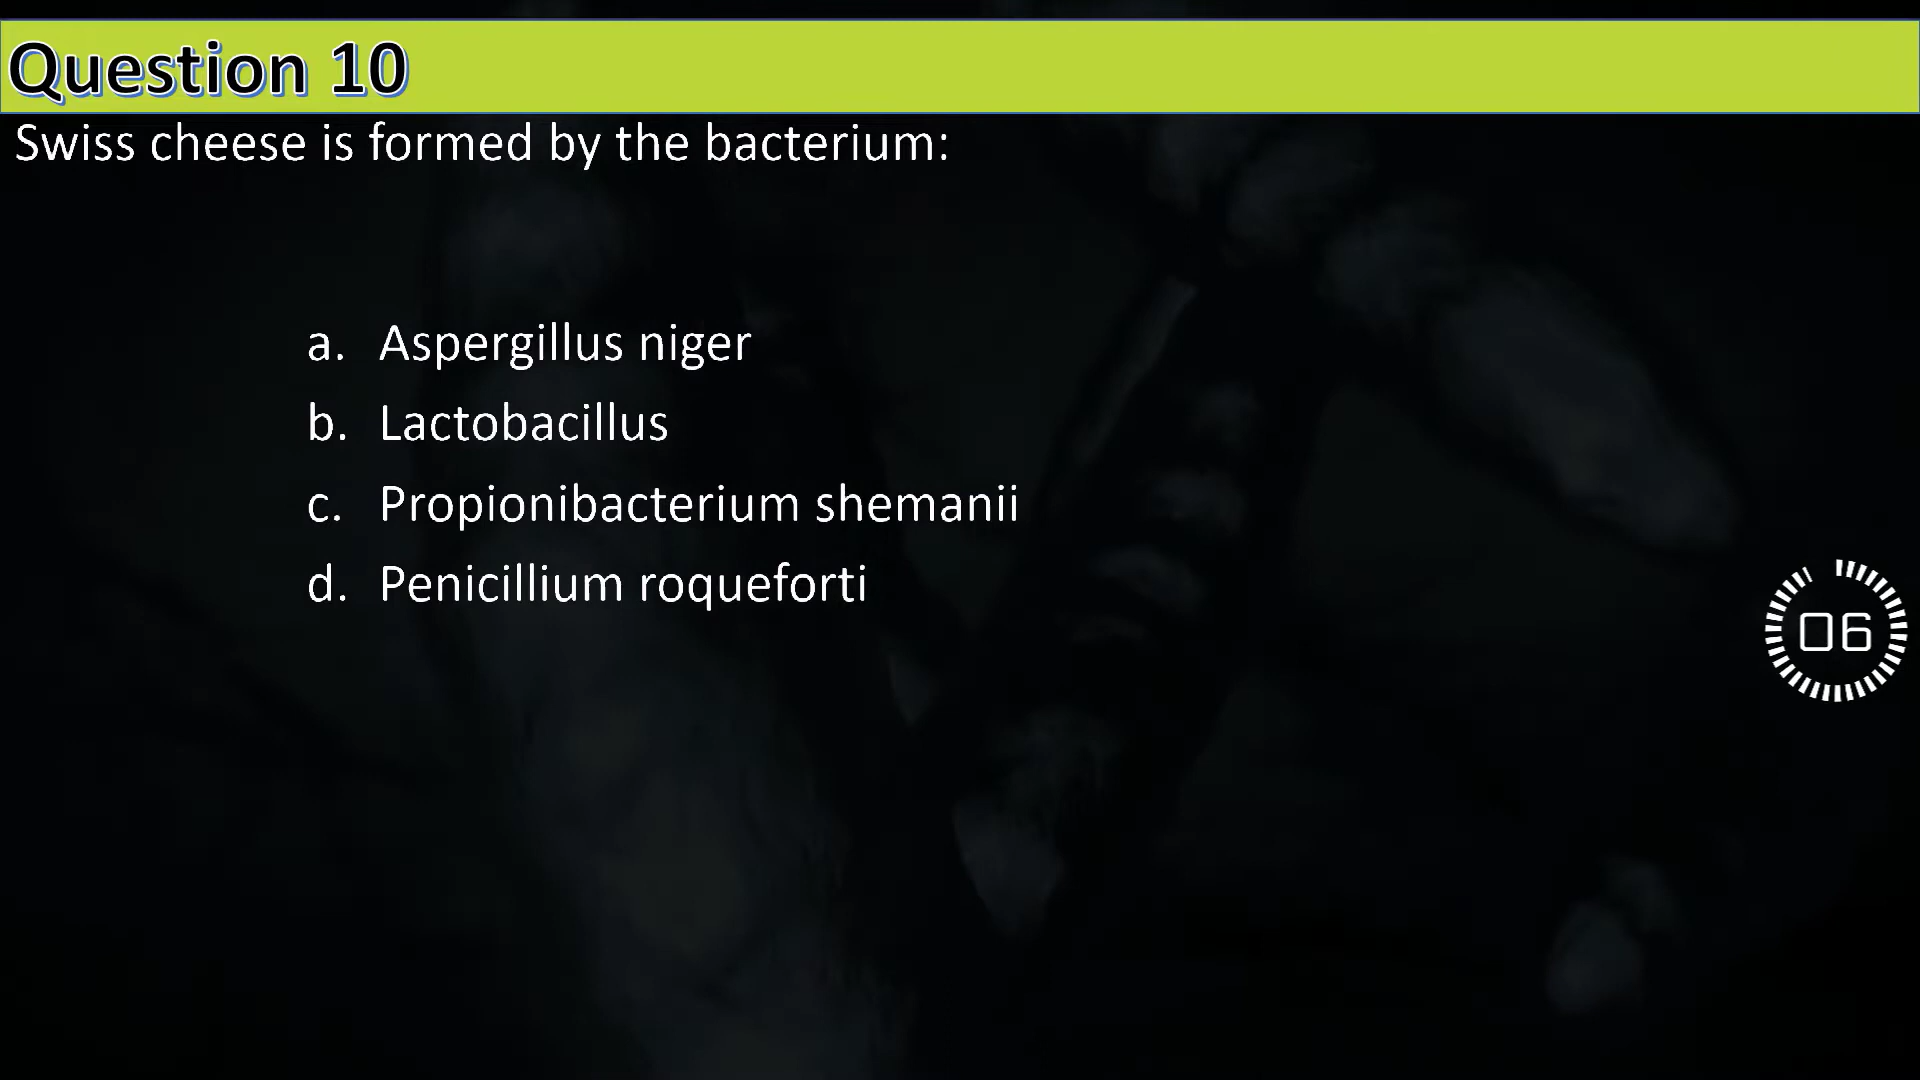 Question 10
Swiss cheese is formed by the bacterium:
a. Aspergillus niger
b. Lactobacillus
c. Propionibacterium shemanii
d. Penicillium roqueforti
06